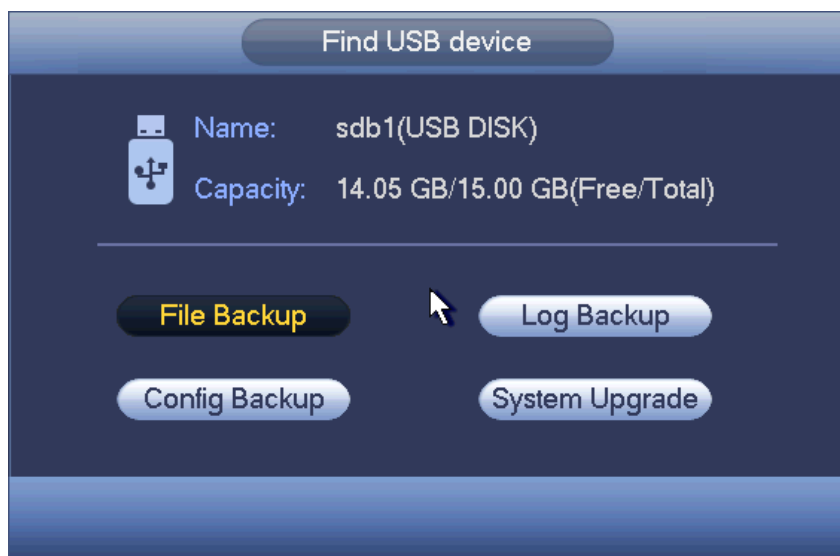 Find USB device
Name: sdb1(USB DISK)
Capacity: 14.05 GB/15.00 GB(Free/Total)
File Backup Log Backup
Config Backup System Upgrade